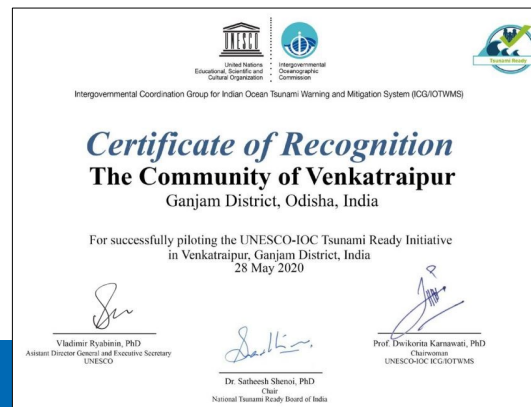 UNESCO
United Nations
Educational, Scientific and
Cultural Organization
Intergovernmental
Oceanographic
Commission
Tsunami Ready
Intergovernmental Coordination Group for Indian Ocean Tsunami Warning and Mitigation System (ICG/IOTWMS)
Certificate of Recognition
The Community of Venkatraipur
Ganjam District, Odisha, India
For successfully piloting the UNESCO-IOC Tsunami Ready Initiative
in Venkatraipur, Ganjam District, India
28 May 2020
Vladimir Ryabinin, PhD
Asistant Director General and Executive Secretary
UNESCO
Dr. Satheesh Shenoi, PhD
Chair
National Tsunami Ready Board of India
Prof. Dwikorita Karnawati, PhD
Chairwoman
UNESCO-IOC ICG/IOTWMS